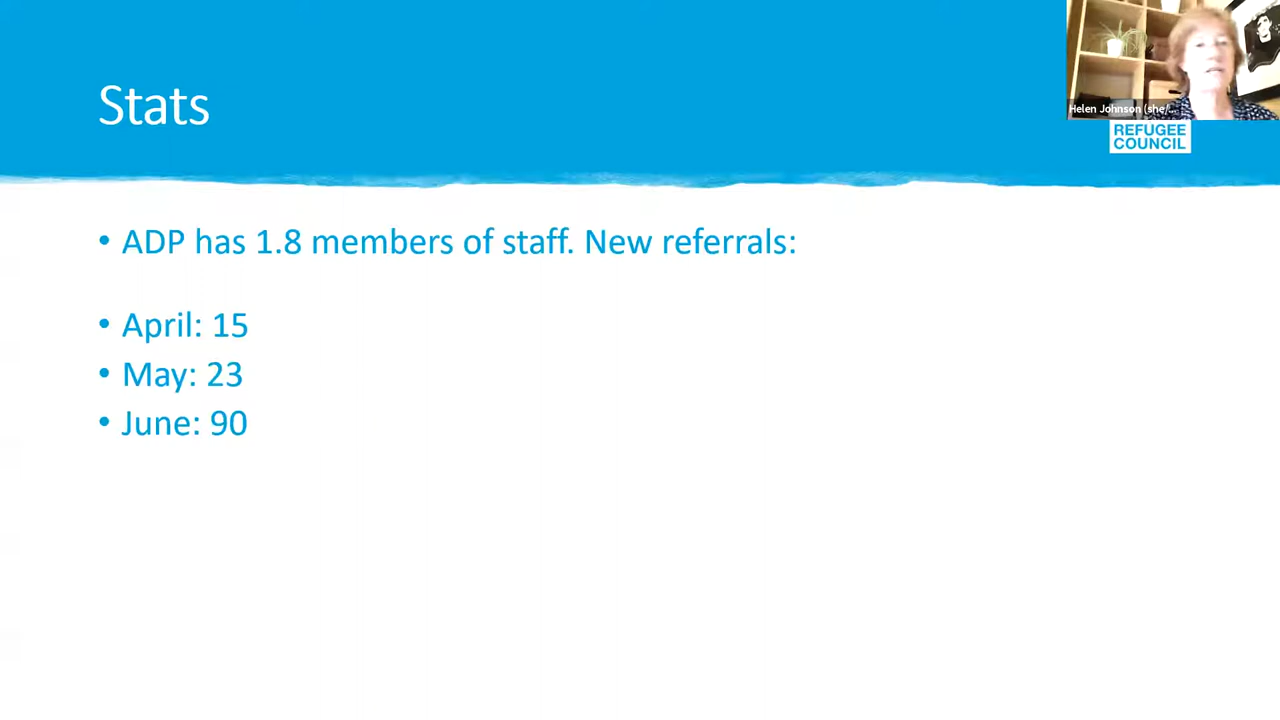 Stats
Helen Johnson (she/...
REFUGEE
COUNCIL
• ADP has 1.8 members of staff. New referrals:
• April: 15
• May: 23
• June: 90